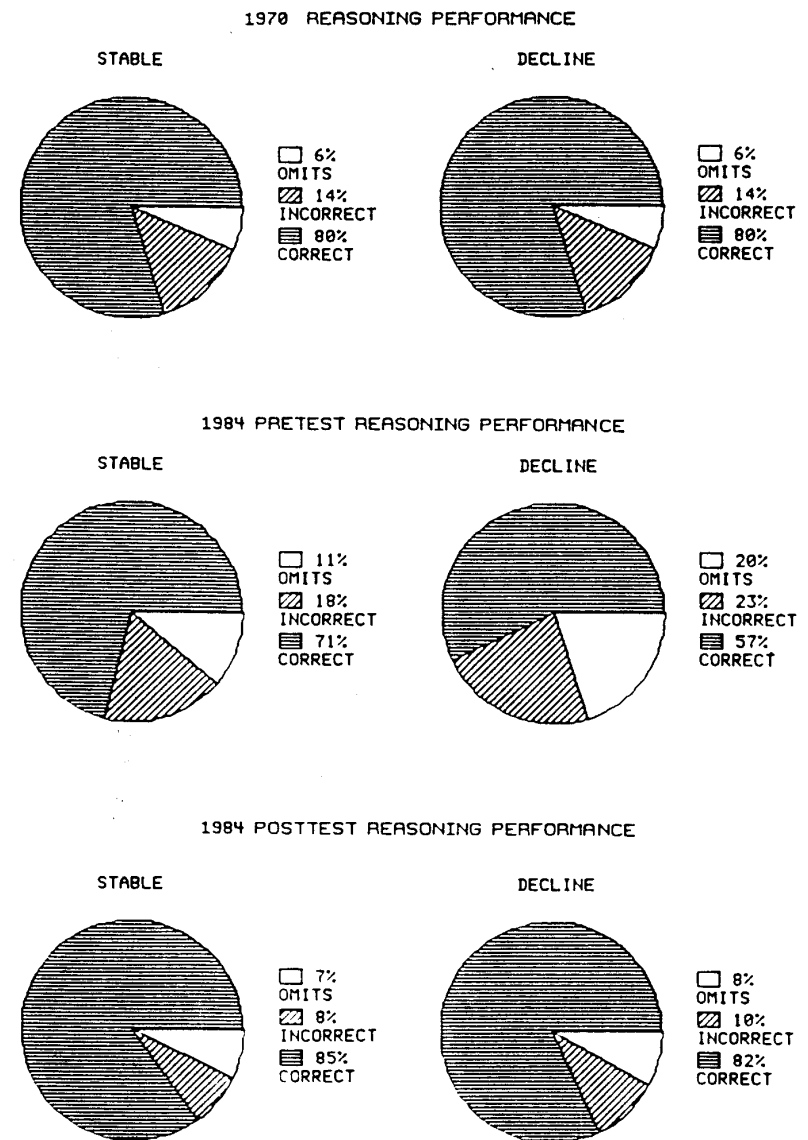 1970 REASONING PERFORMANCE
STABLE
6%
OMITS
14%
INCORRECT
80%
CORRECT
DECLINE
6%
OMITS
14%
INCORRECT
80%
CORRECT
1984 PRETEST REASONING PERFORMANCE
STABLE
11%
OMITS
18%
INCORRECT
71%
CORRECT
DECLINE
20%
OMITS
23%
INCORRECT
57%
CORRECT
1984 POSTTEST REASONING PERFORMANCE
STABLE
7%
OMITS
8%
INCORRECT
85%
CORRECT
DECLINE
8%
OMITS
10%
INCORRECT
82%
CORRECT